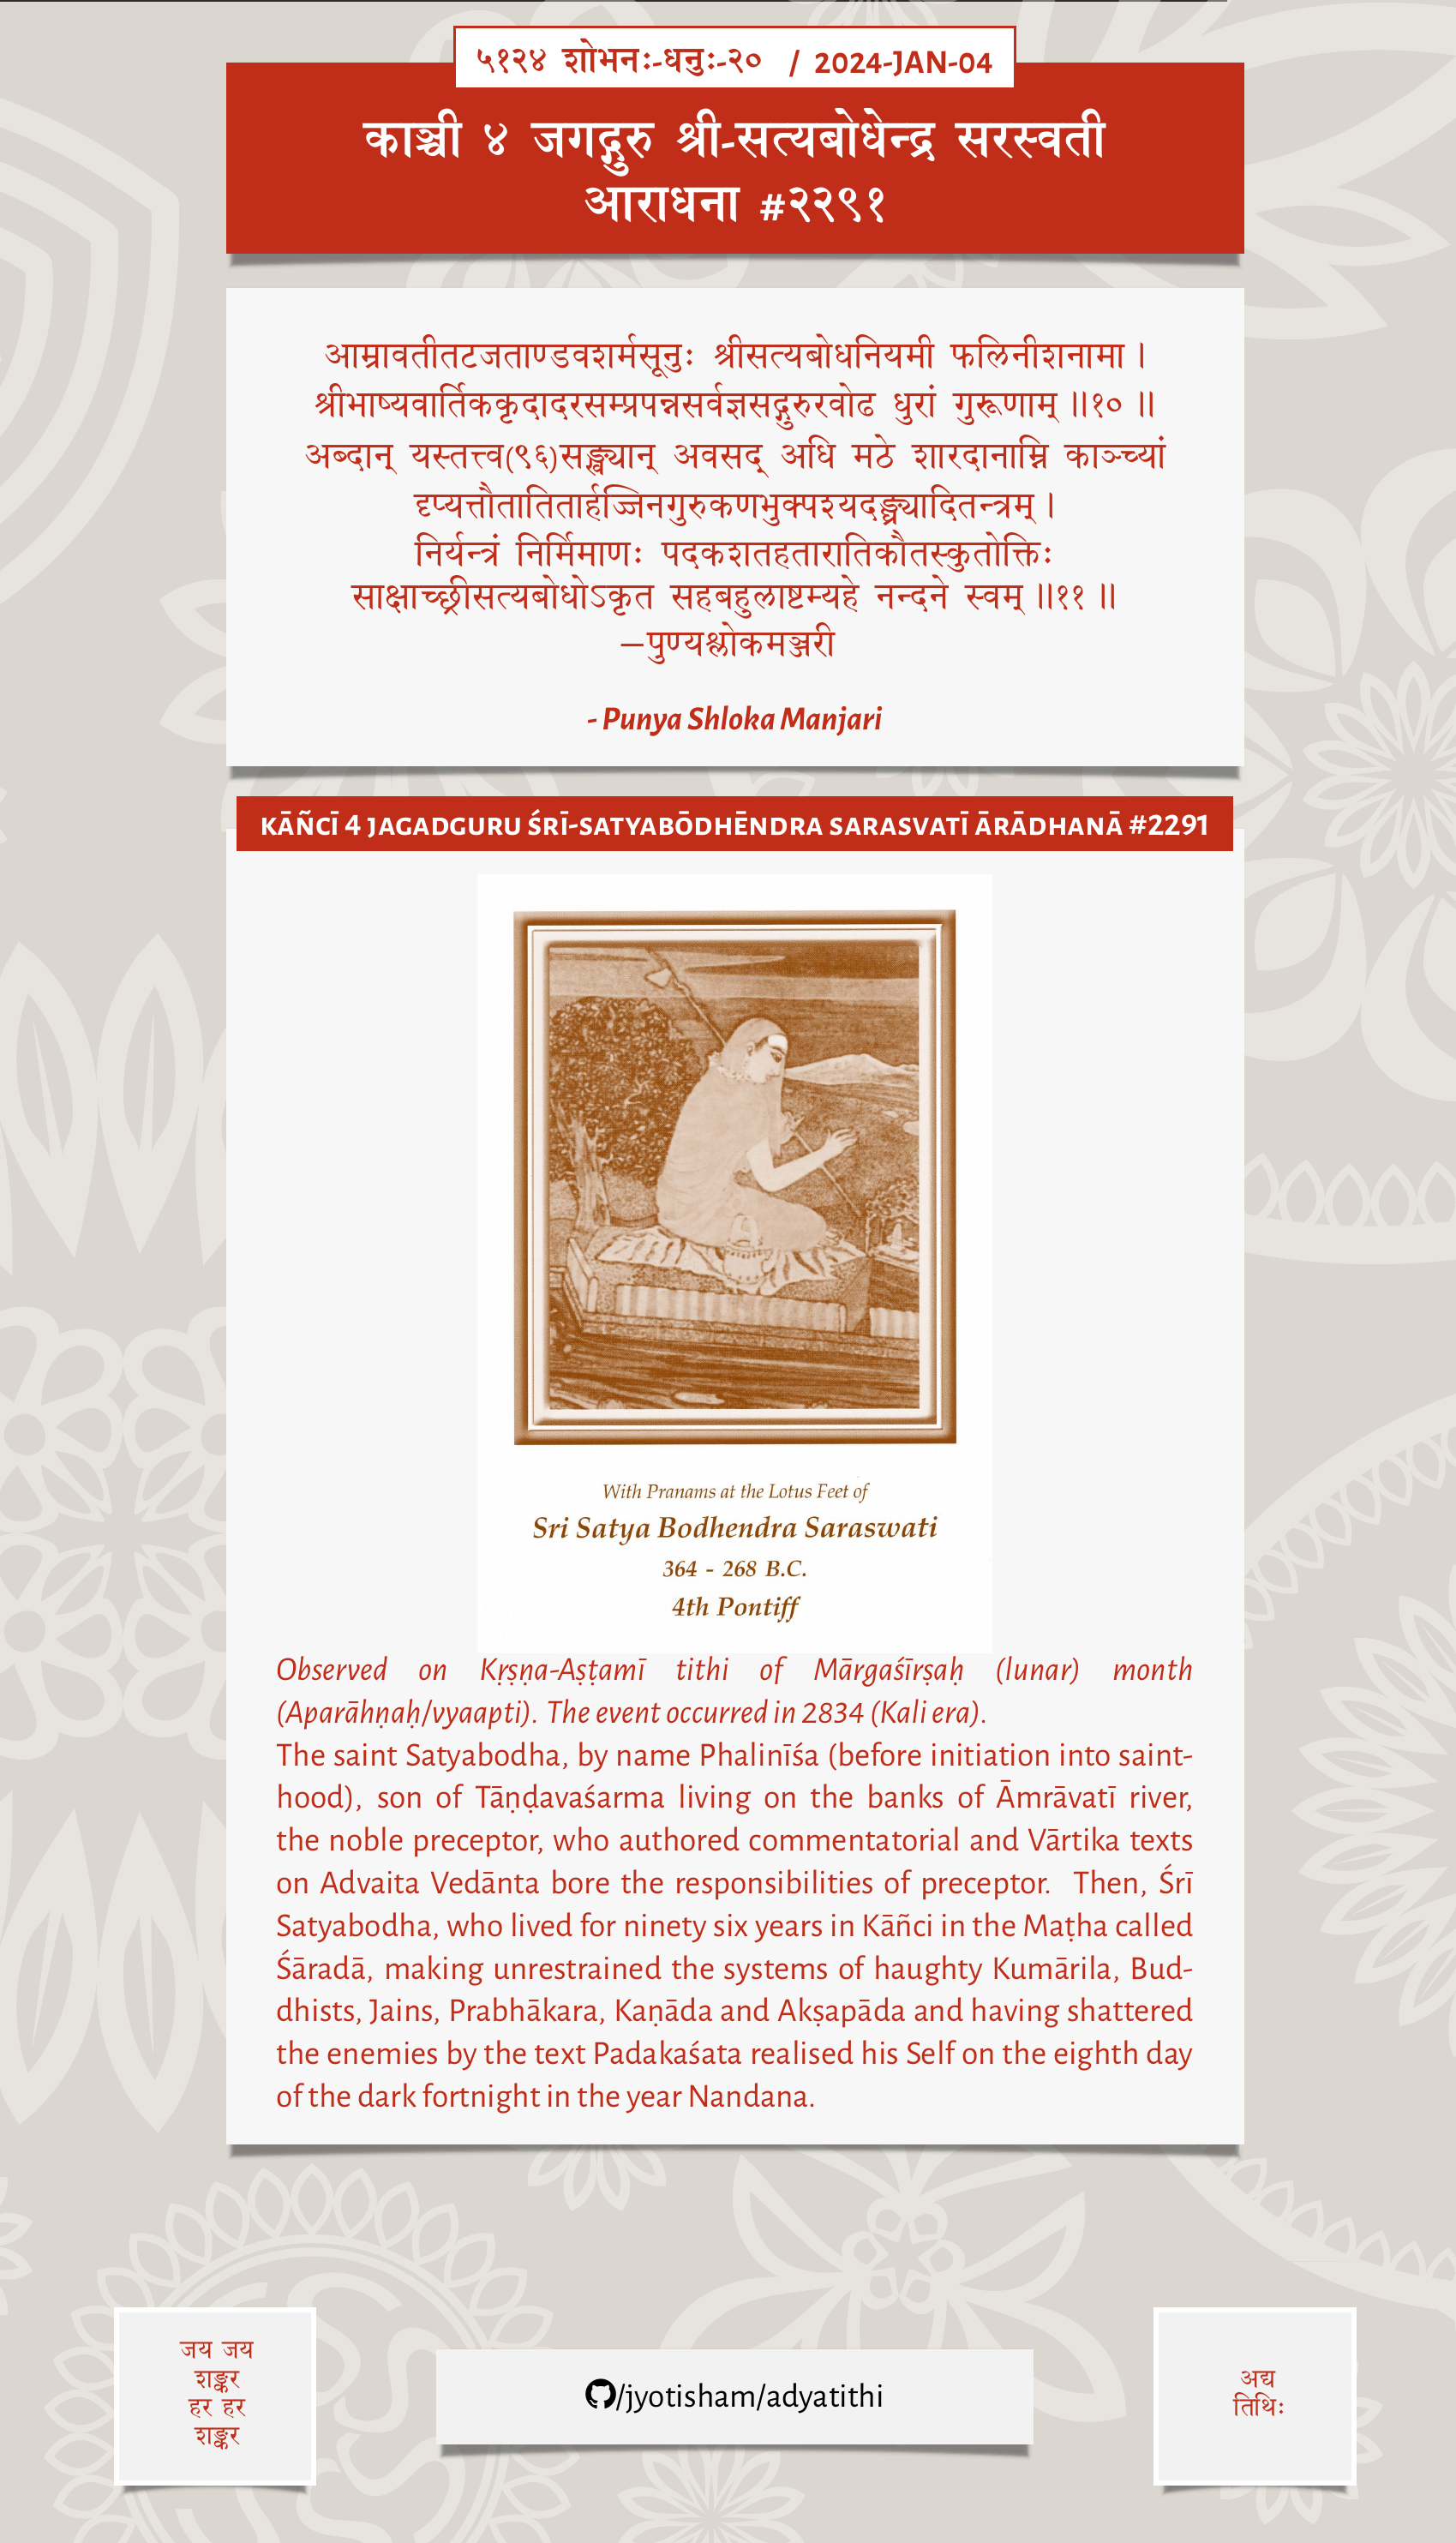 ५१२४ शोभनः-धनुः-२० / 2024-JAN-04
काञ्ची ४ जगद्गुरु श्री-सत्यबोधेन्द्र सरस्वती
आराधना #२२९१
आम्रावतीतटजताण्डवशर्मसूनुः श्रीसत्यबोधनियमी फलिनीशनामा ।
श्रीभाष्यवार्तिककृदादरसम्प्रपन्नसर्वज्ञसद्गुरुरवोढ धुरां गुरूणाम् ॥१० ॥
अब्दान् यस्तत्त्व(९६)सङ्ख्यान् अवसद् अधि मठे शारदानाम्नि काञ्च्यां
दृप्यत्तौतातितार्हज्जिनगुरुकणभुक्पश्यदङ्घ्र्यादितन्त्रम् ।
निर्यन्त्रं निर्मिमाणः पदकशतहतारातिकौतस्कुतोक्तिः
साक्षाच्छ्रीसत्यबोधोऽकृत सहबहुलाष्टम्यहे नन्दने स्वम् ॥११ ॥
—पुण्यश्लोकमञ्जरी
- Punya Shloka Manjari
KĀÑCĪ 4 JAGADGURU ŚRĪ-SATYABŌDHĒNDRA SARASVATĪ ĀRĀDHANĀ #2291
With Pranams at the Lotus Feet of
Sri Satya Bodhendra Saraswati
364 - 268 B.C.
4th Pontiff
Observed on Kṛṣṇa-Aṣṭamī tithi of Mārgaśīrṣaḥ (lunar) month
(Aparāhṇaḥ/vyaapti). The event occurred in 2834 (Kali era).
The saint Satyabodha, by name Phalinīśa (before initiation into saint-
hood), son of Tāṇḍavaśarma living on the banks of Āmrāvatī river,
the noble preceptor, who authored commentatorial and Vārtika texts
on Advaita Vedānta bore the responsibilities of preceptor. Then, Śrī
Satyabodha, who lived for ninety six years in Kāñci in the Maṭha called
Śāradā, making unrestrained the systems of haughty Kumārila, Bud-
dhists, Jains, Prabhākara, Kaṇāda and Akṣapāda and having shattered
the enemies by the text Padakaśata realised his Self on the eighth day
of the dark fortnight in the year Nandana.
जय जय
शङ्कर
हर हर
शङ्कर
/jyotisham/adyatithi
अद्य
तिथिः